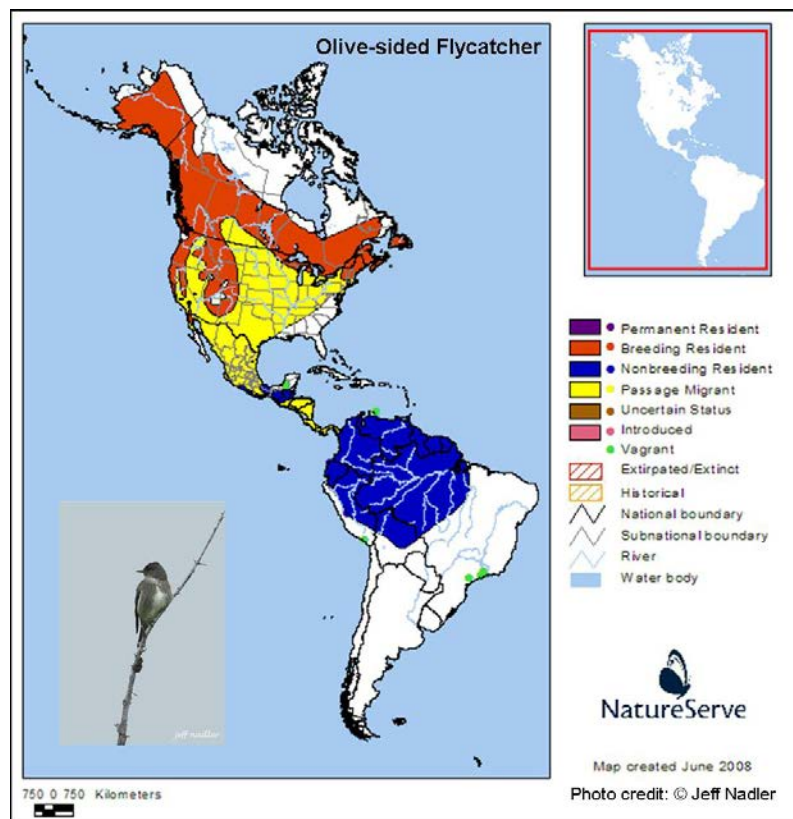 Olive-sided Flycatcher
Permanent Resident
Breeding Resident
Nonbreeding Resident
Passage Migrant
Uncertain Status
Introduced
Vagrant
Extirpated/Extinct
Historical
National boundary
Subnational boundary
River
Water body
jeff nadler
NatureServe
Map created June 2008
750 0 750 Kilometers
Photo credit: © Jeff Nadler